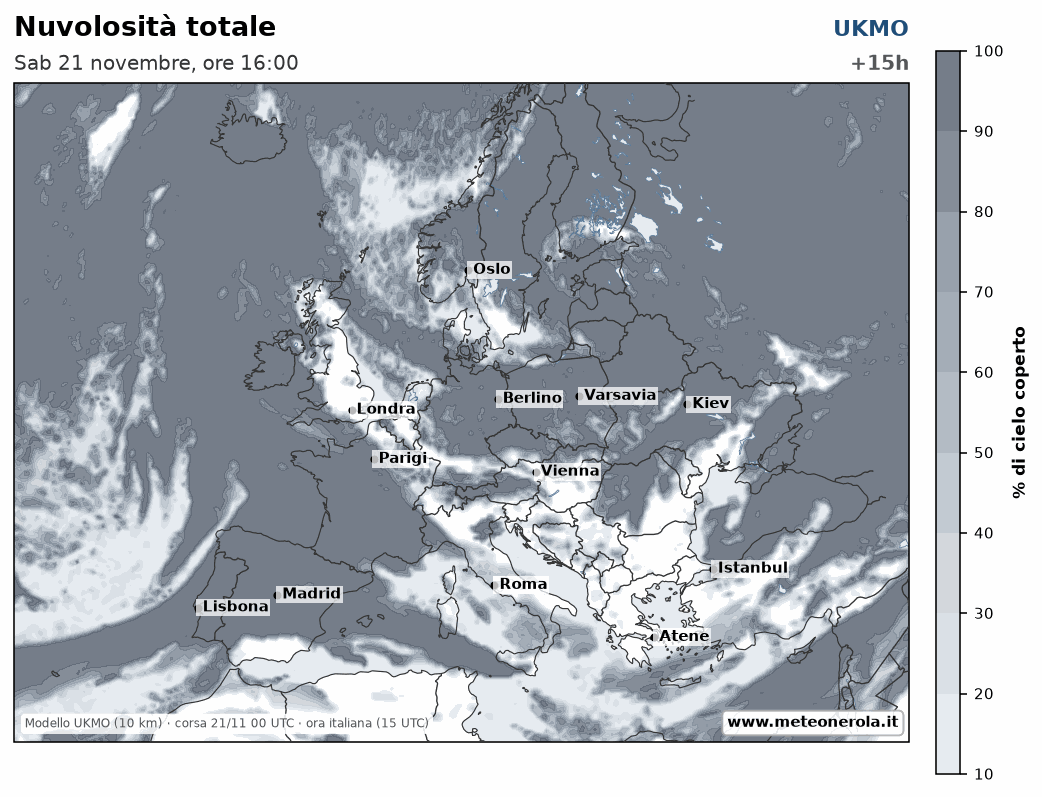 Nuvolosità totale
UKMO
Sab 21 novembre, ore 16:00
+15h
Oslo
Berlino
Varsavia
Kiev
Londra
Parigi
Vienna
Istanbul
Roma
Madrid
Lisbona
Atene
Modello UKMO (10 km) · corsa 21/11 00 UTC · ora italiana (15 UTC)
www.meteonerola.it
100
90
80
70
60
50
40
30
20
10
% di cielo coperto